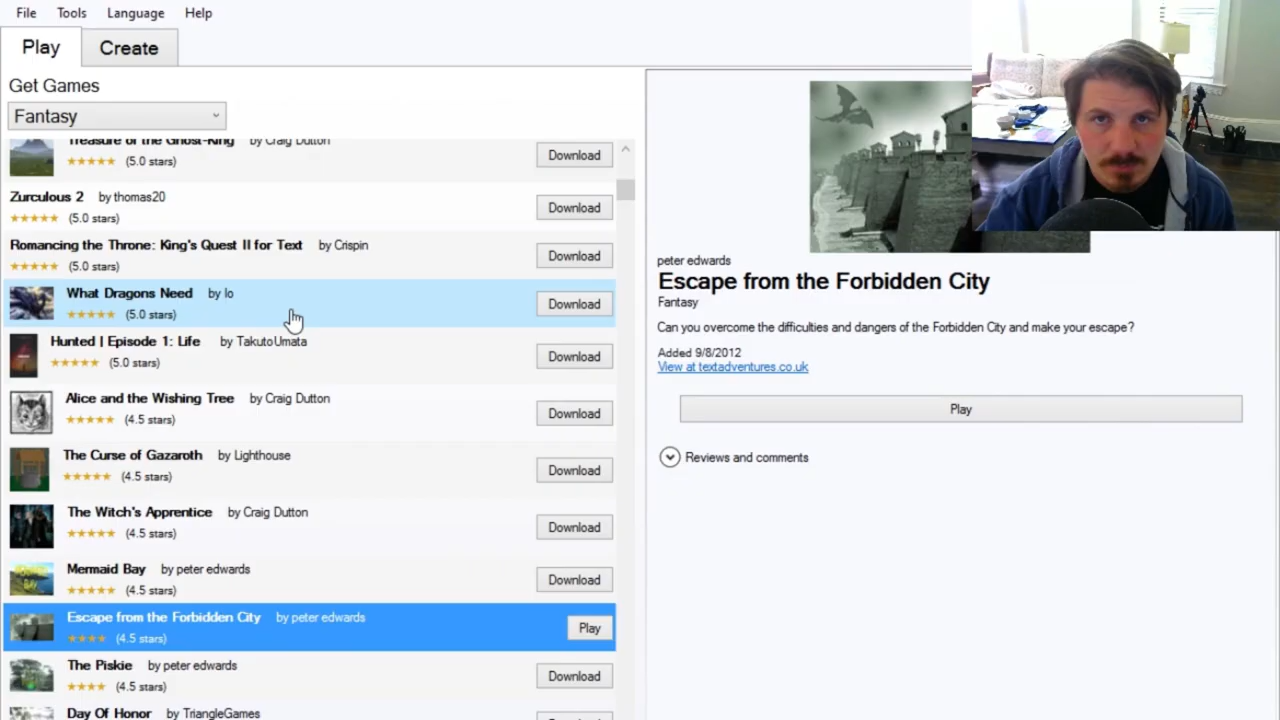 File Tools Language Help
Play Create
Get Games
Fantasy
Treasure of the Ghost-King by Craig Dutton
(5.0 stars)
Download
Zurculous 2 by thomas20
(5.0 stars)
Download
Romancing the Throne: King's Quest II for Text by Crispin
(5.0 stars)
Download
What Dragons Need by Io
(5.0 stars)
Download
Hunted | Episode 1: Life by TakutoUmata
(5.0 stars)
Download
Alice and the Wishing Tree by Craig Dutton
(4.5 stars)
Download
The Curse of Gazaroth by Lighthouse
(4.5 stars)
Download
The Witch's Apprentice by Craig Dutton
(4.5 stars)
Download
Mermaid Bay by peter edwards
(4.5 stars)
Download
Escape from the Forbidden City by peter edwards
(4.5 stars)
Play
The Piskie by peter edwards
(4.5 stars)
Download
Day Of Honor by TriangleGames
peter edwards
Escape from the Forbidden City
Fantasy
Can you overcome the difficulties and dangers of the Forbidden City and make your escape?
Added 9/8/2012
View at textadventures.co.uk
Play
Reviews and comments